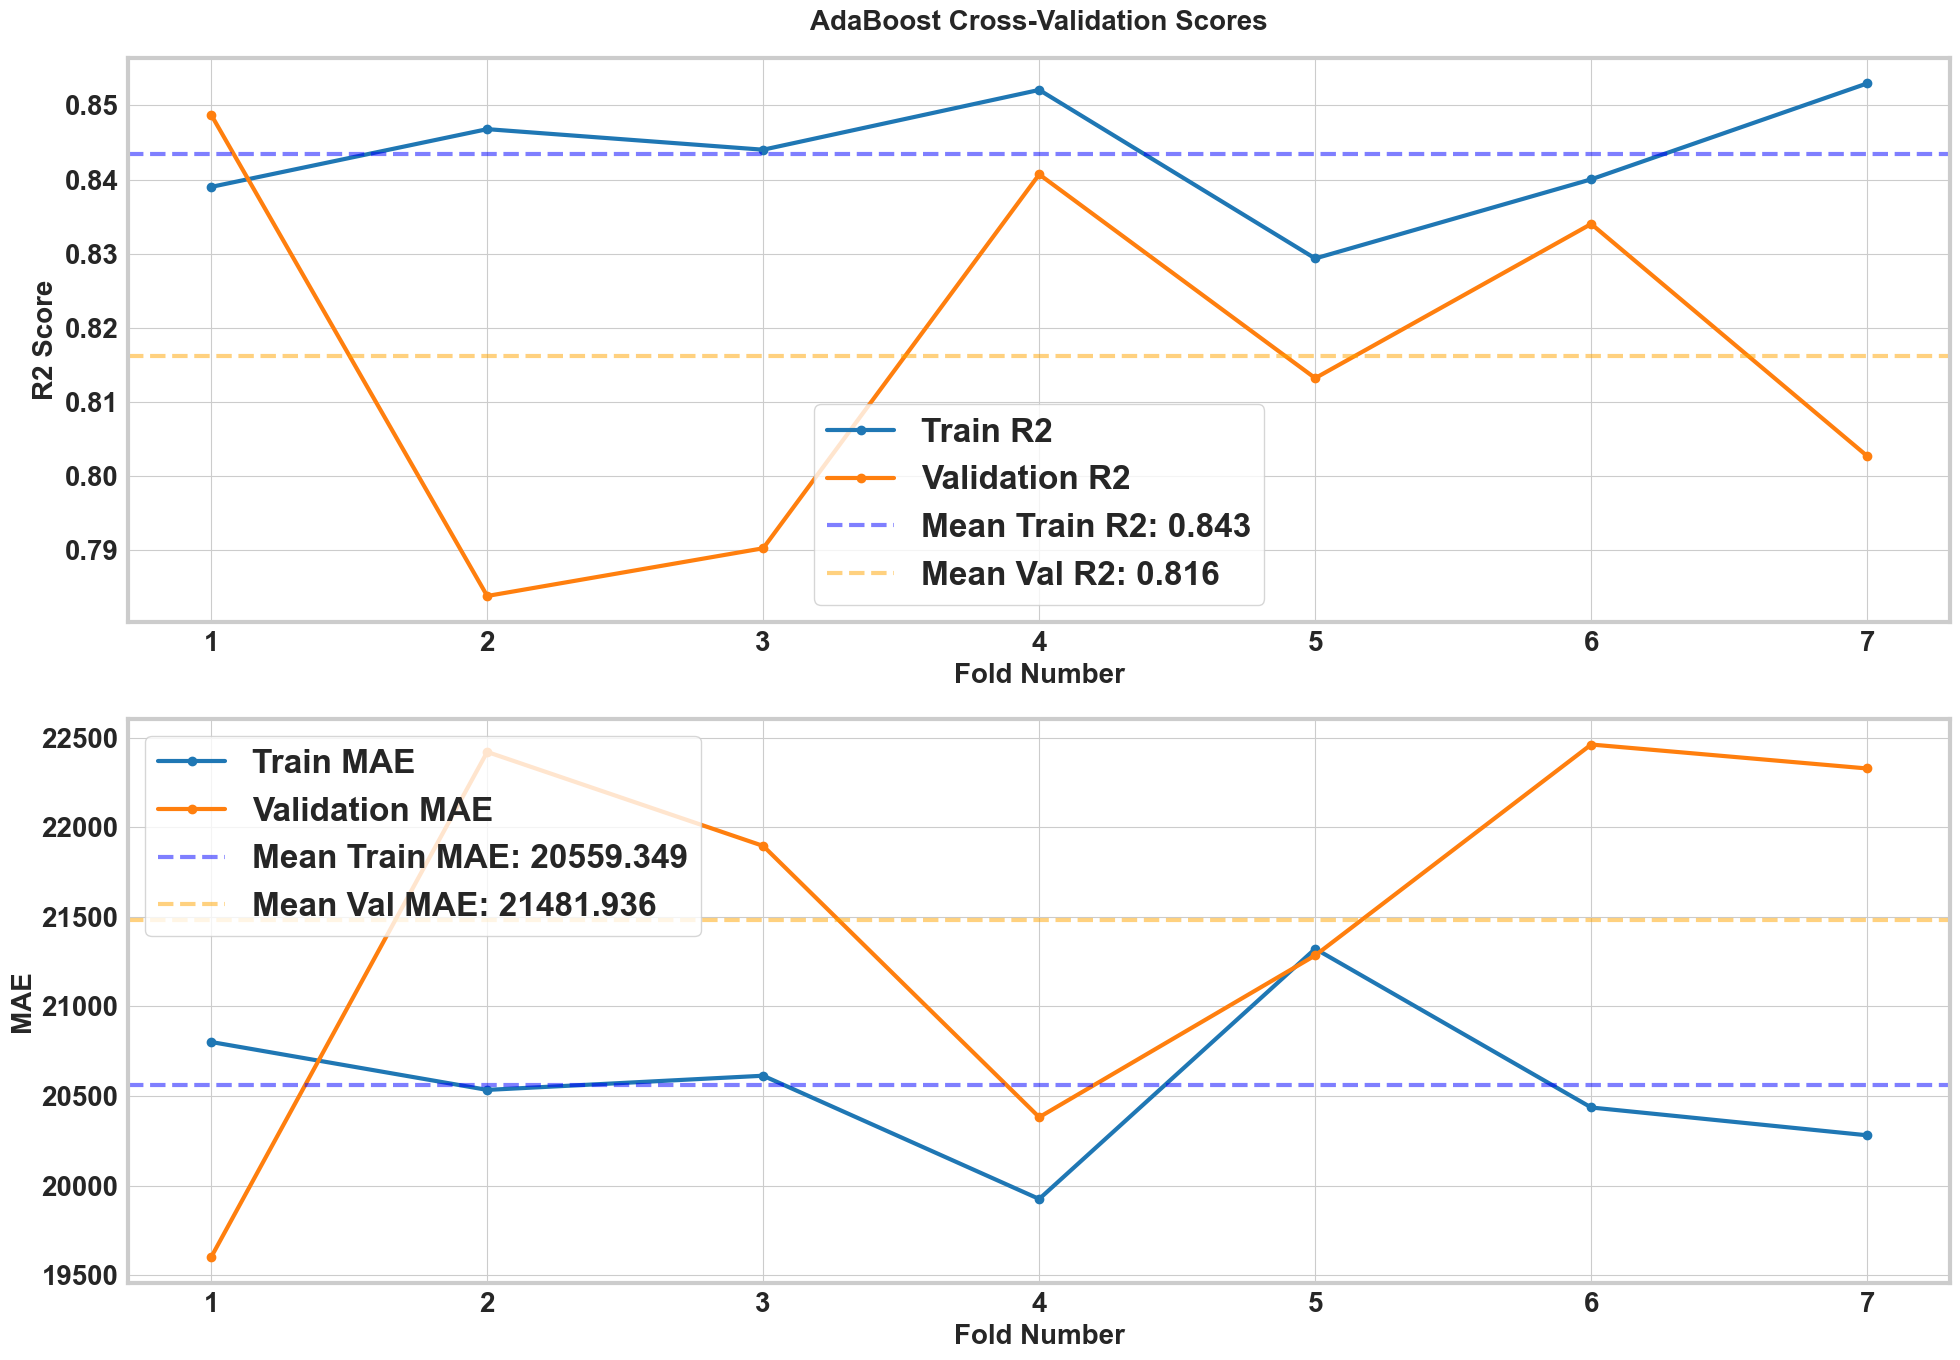 AdaBoost Cross-Validation Scores
R2 Score
0.85
0.84
0.83
0.82
0.81
0.80
0.79
Train R2
Validation R2
Mean Train R2: 0.843
Mean Val R2: 0.816
1 2 3 4 5 6 7
Fold Number
MAE
22500
22000
21500
21000
20500
20000
19500
Train MAE
Validation MAE
Mean Train MAE: 20559.349
Mean Val MAE: 21481.936
1 2 3 4 5 6 7
Fold Number